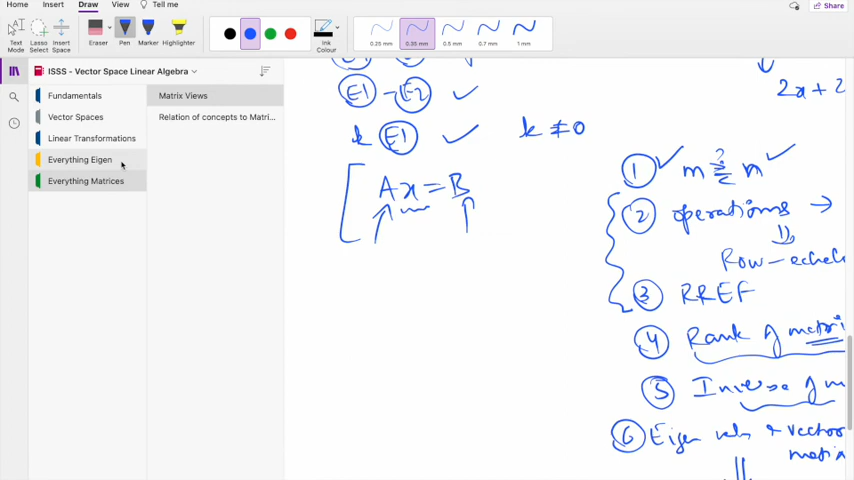 Home Insert Draw View Tell me Share
Text Mode
Lasso Select
Insert Space
Eraser
Pen
Marker
Highlighter
Ink Colour
0.25 mm
0.35 mm
0.5 mm
0.7 mm
1 mm
ISSS - Vector Space Linear Algebra
Fundamentals
Vector Spaces
Linear Transformations
Everything Eigen
Everything Matrices
Matrix Views
Relation of concepts to Matri...
E1 - E2 ✓
k E1 ✓ k ≠ 0
Ax = B
2x + 2
1 ✓ m ? n ✓
2 operations →
Row - echel
3 RREF
4 Rank of matri
5 Inverse of m
6 Eigen vals & vector
matri